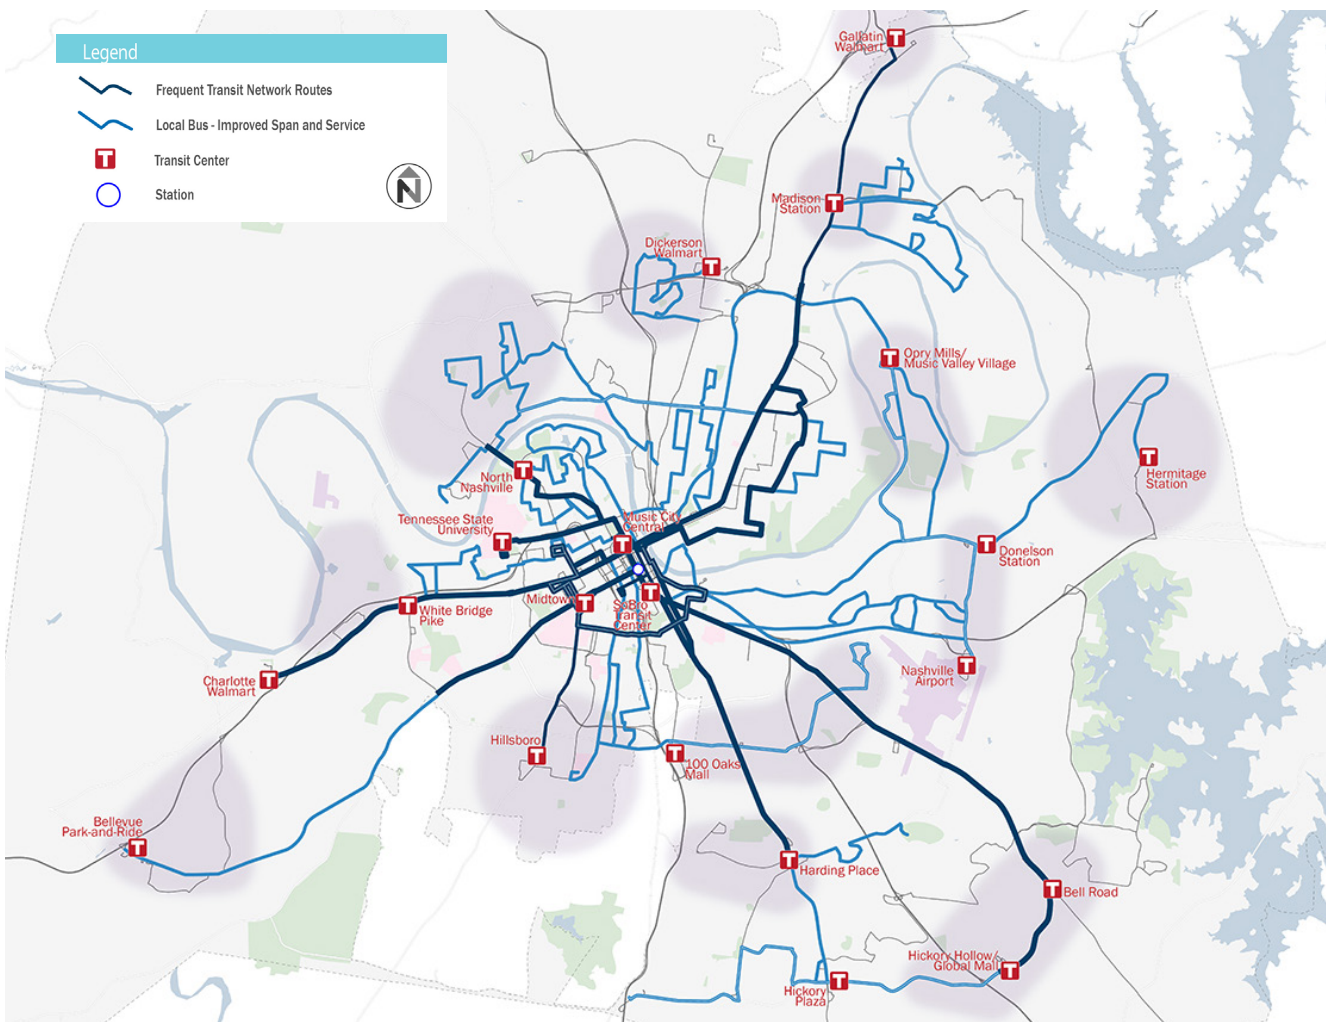 Legend
Frequent Transit Network Routes
Local Bus - Improved Span and Service
T
Transit Center
Station
N
Gallatin
Walmart
T
Madison
Station
T
Dickerson
Walmart
T
T
Opry Mills/
Music Valley Village
T
Hermitage
Station
North
Nashville
T
Tennessee State
University
T
Music City
Central
T
T
Donelson
Station
T
White Bridge
Pike
Midtown
T
T
SoBro
Transit
Center
Nashville
Airport
T
Charlotte
Walmart
T
Hillsboro
T
T
100 Oaks
Mall
Bellevue
Park-and-Ride
T
T
Harding Place
T
Bell Road
Hickory Hollow/
Global Mall
T
Hickory
Plaza
T